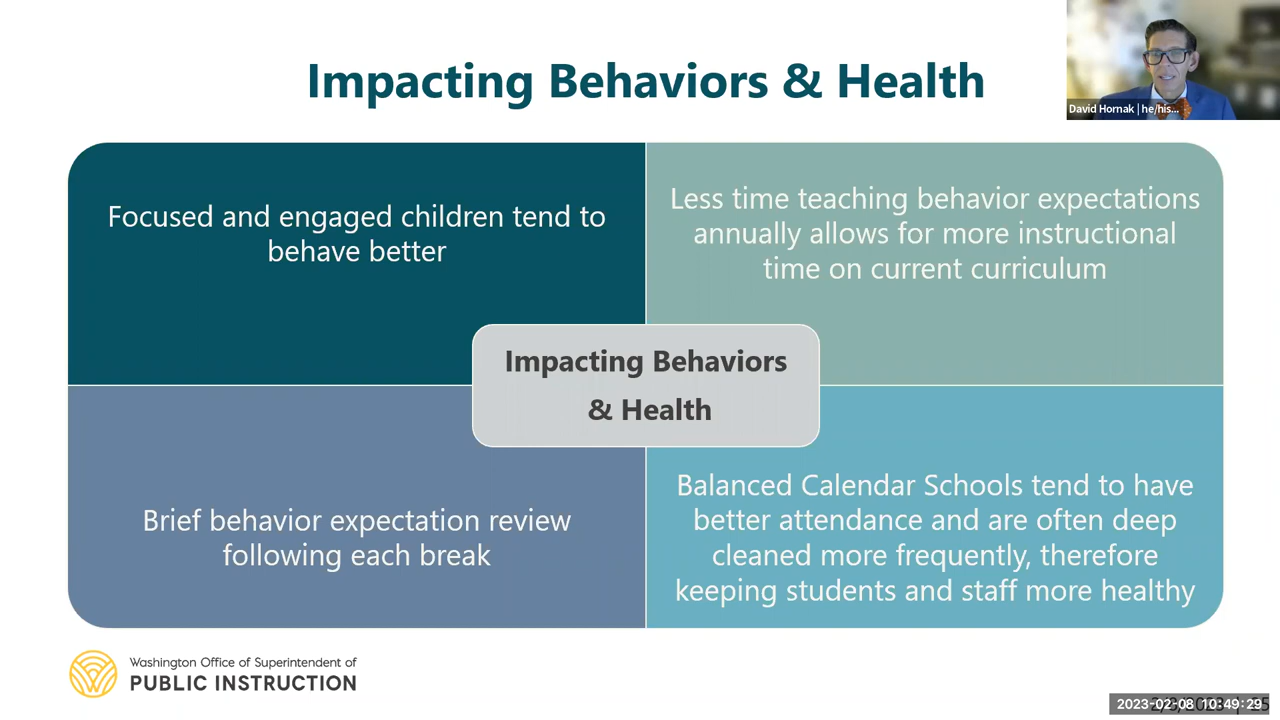 Impacting Behaviors & Health
David Hornak | he/his...
Focused and engaged children tend to
behave better
Less time teaching behavior expectations
annually allows for more instructional
time on current curriculum
Impacting Behaviors
& Health
Brief behavior expectation review
following each break
Balanced Calendar Schools tend to have
better attendance and are often deep
cleaned more frequently, therefore
keeping students and staff more healthy
Washington Office of Superintendent of
PUBLIC INSTRUCTION
2023-02-08 10:49:29